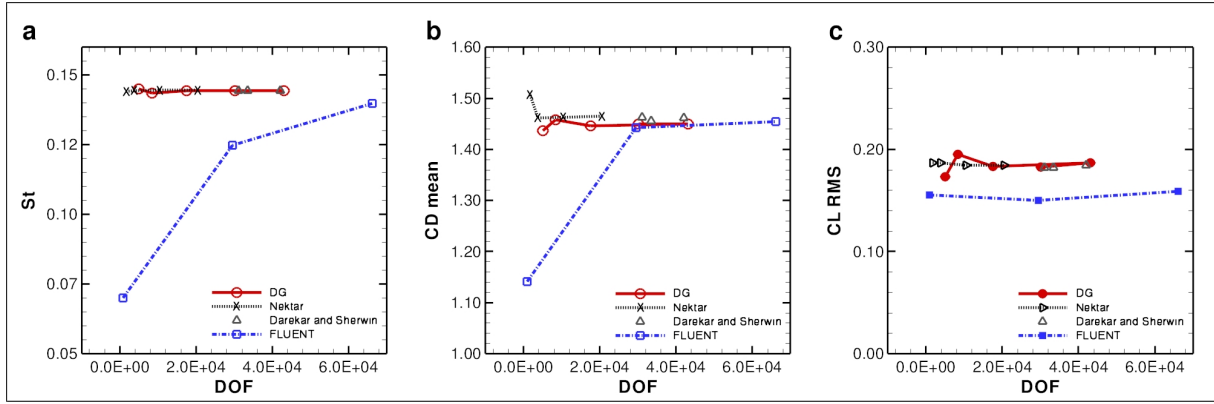 a
0.15
0.12
0.10
0.07
0.05
St
0.0E+00 2.0E+04 4.0E+04 6.0E+04
DOF
DG
Nektar
Darekar and Sherwin
FLUENT
b
1.60
1.50
1.40
1.30
1.20
1.10
1.00
CD mean
0.0E+00 2.0E+04 4.0E+04 6.0E+04
DOF
DG
Nektar
Darekar and Sherwin
FLUENT
c
0.30
0.20
0.10
0.00
CL RMS
0.0E+00 2.0E+04 4.0E+04 6.0E+04
DOF
DG
Nektar
Darekar and Sherwin
FLUENT